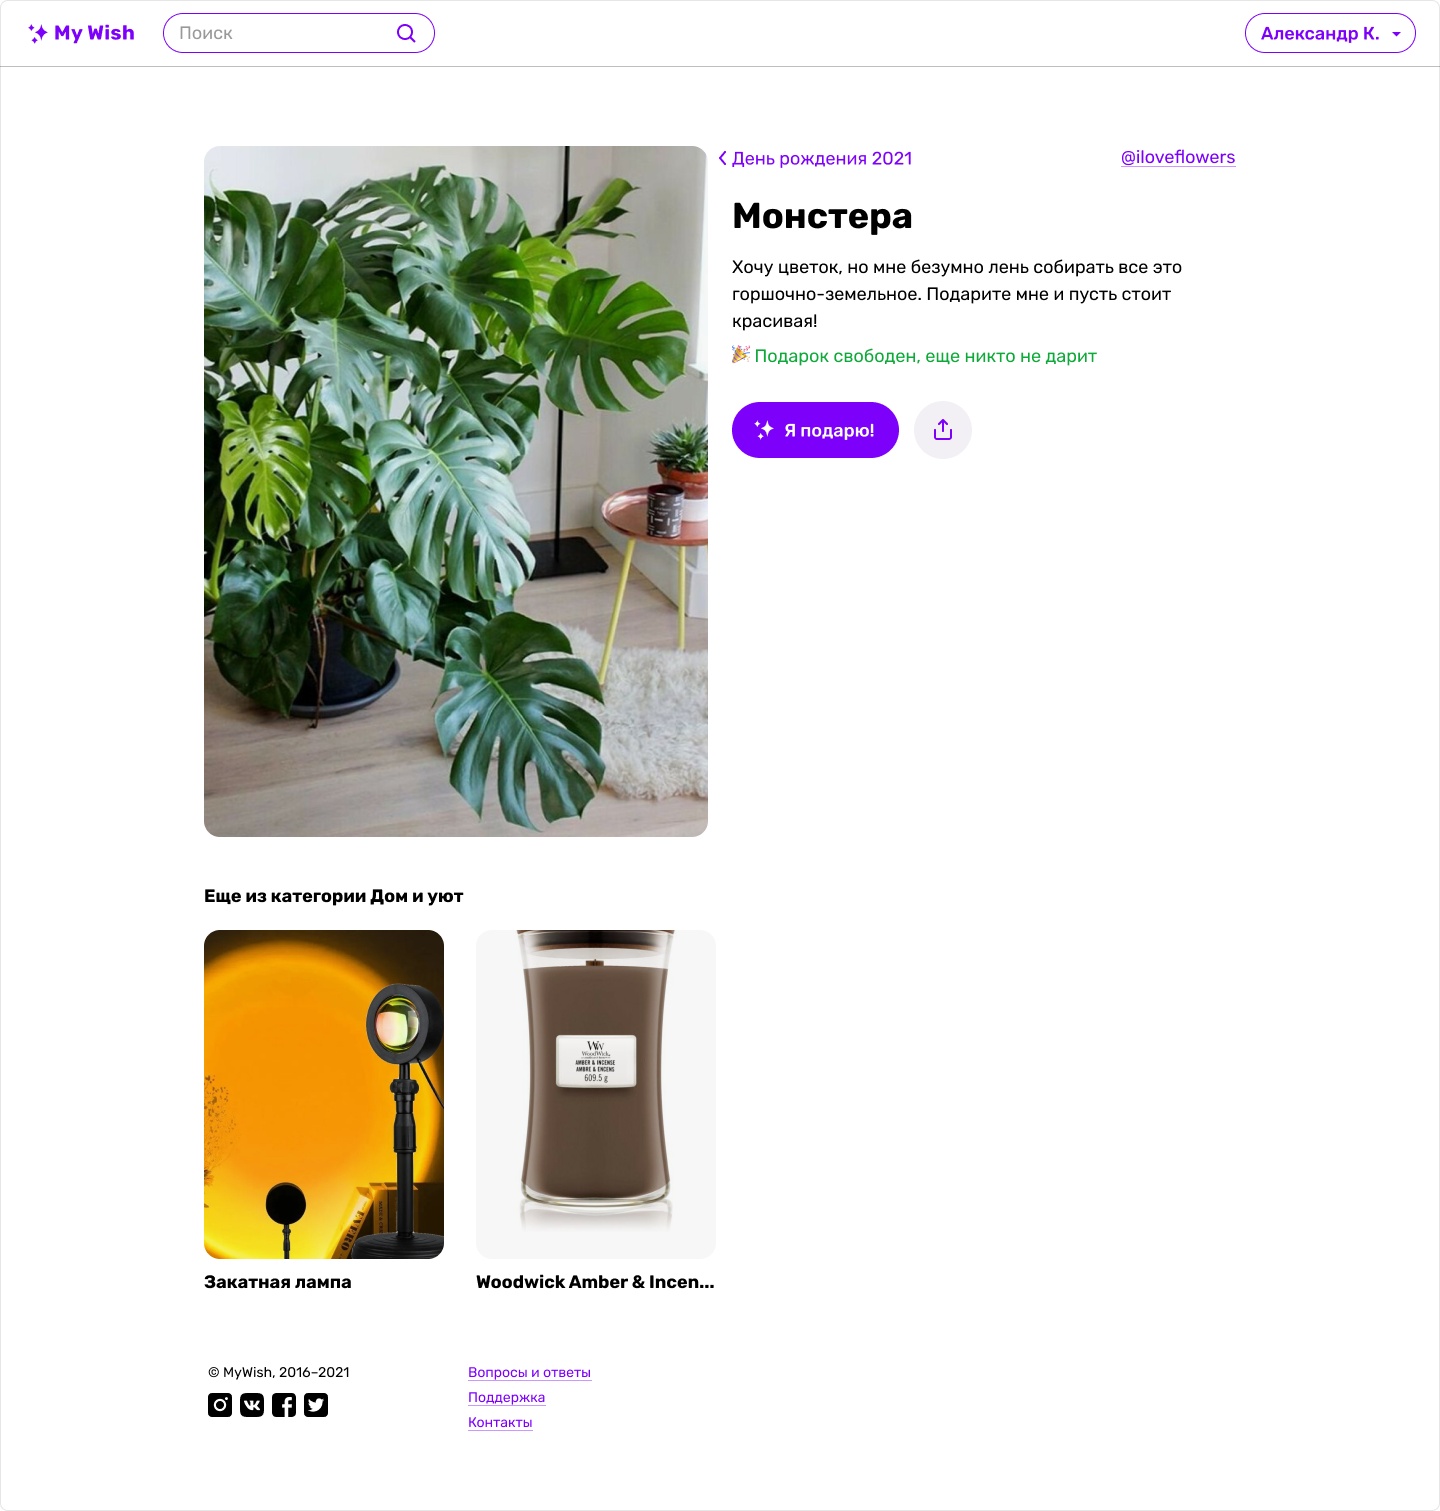 My Wish
Поиск
Александр К.
День рождения 2021
@iloveflowers
Монстера
Хочу цветок, но мне безумно лень собирать все это
горшочно-земельное. Подарите мне и пусть стоит
красивая!
Подарок свободен, еще никто не дарит
Я подарю!
Еще из категории Дом и уют
WW
WoodWick
AMBER & INCENSE
AMBRE & ENCENS
609.5 g
Закатная лампа
Woodwick Amber & Incen...
© MyWish, 2016–2021
Вопросы и ответы
Поддержка
Контакты